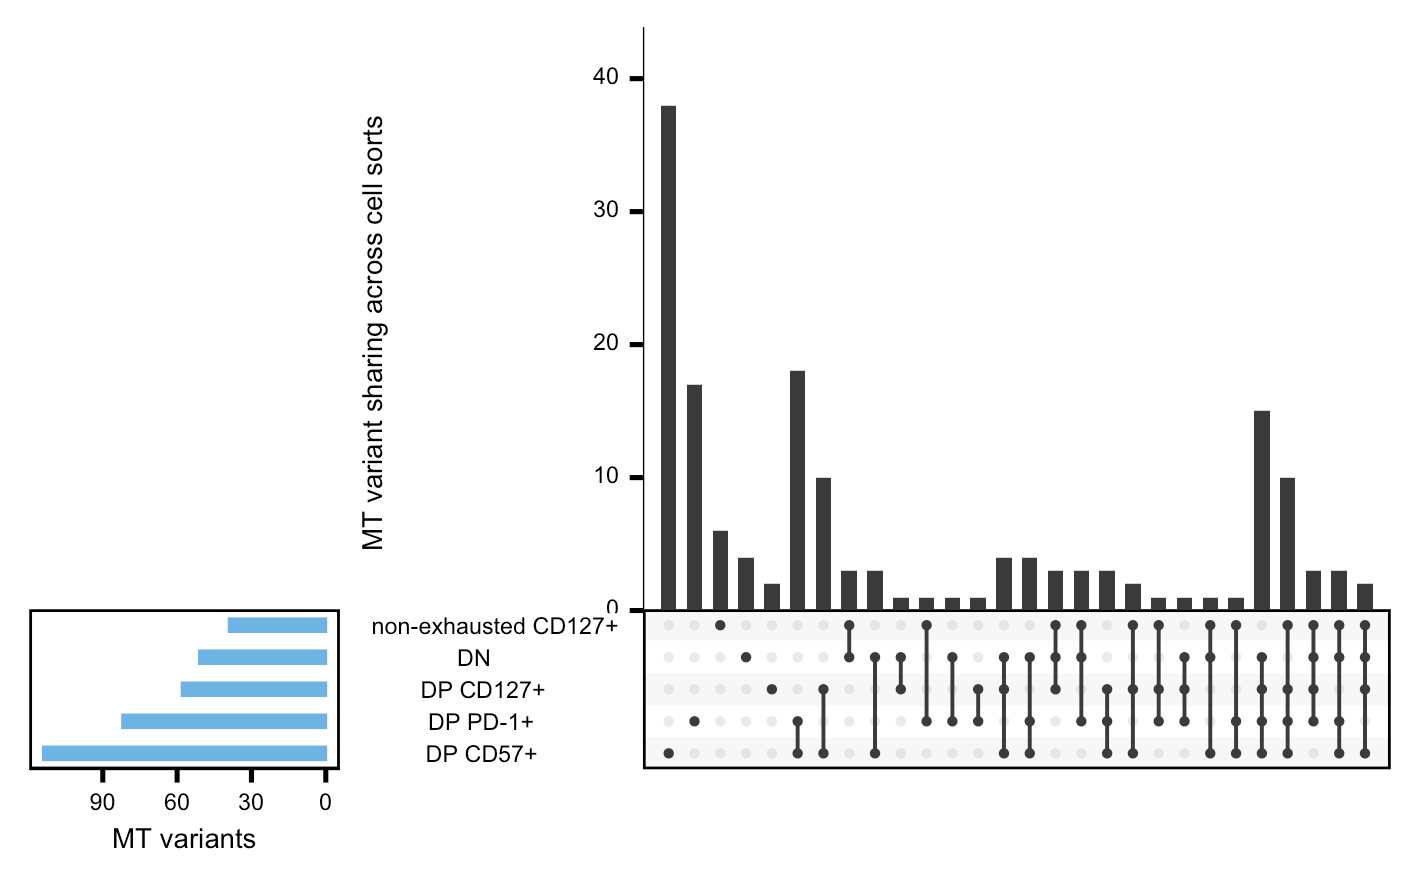 MT variant sharing across cell sorts
40
30
20
10
0
non-exhausted CD127+
DN
DP CD127+
DP PD-1+
DP CD57+
90 60 30 0
MT variants